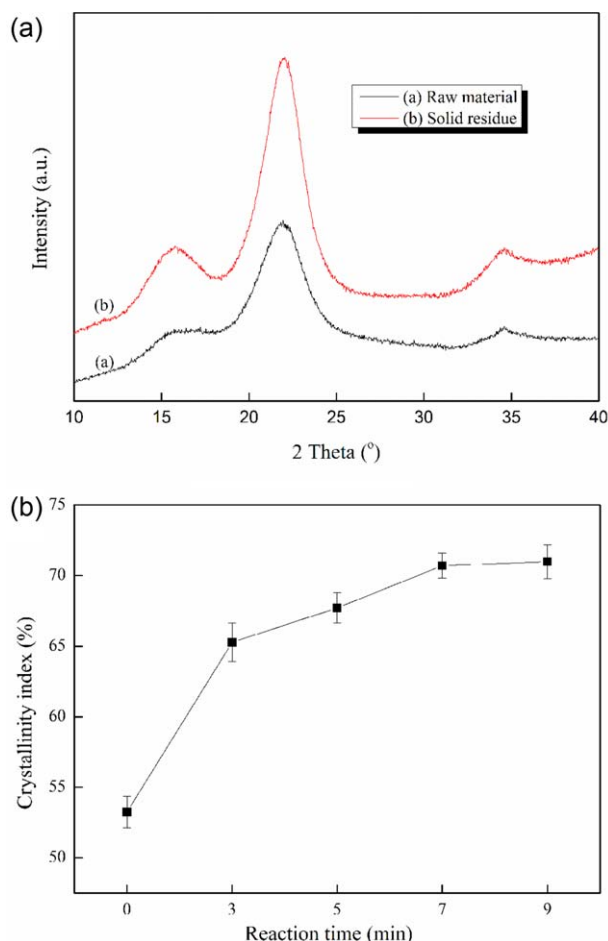 (a)
(a) Raw material
(b) Solid residue
Intensity (a.u.)
(b)
(a)
10 15 20 25 30 35 40
2 Theta (°)
(b)
75
70
65
60
55
50
Crystallinity index (%)
0 3 5 7 9
Reaction time (min)